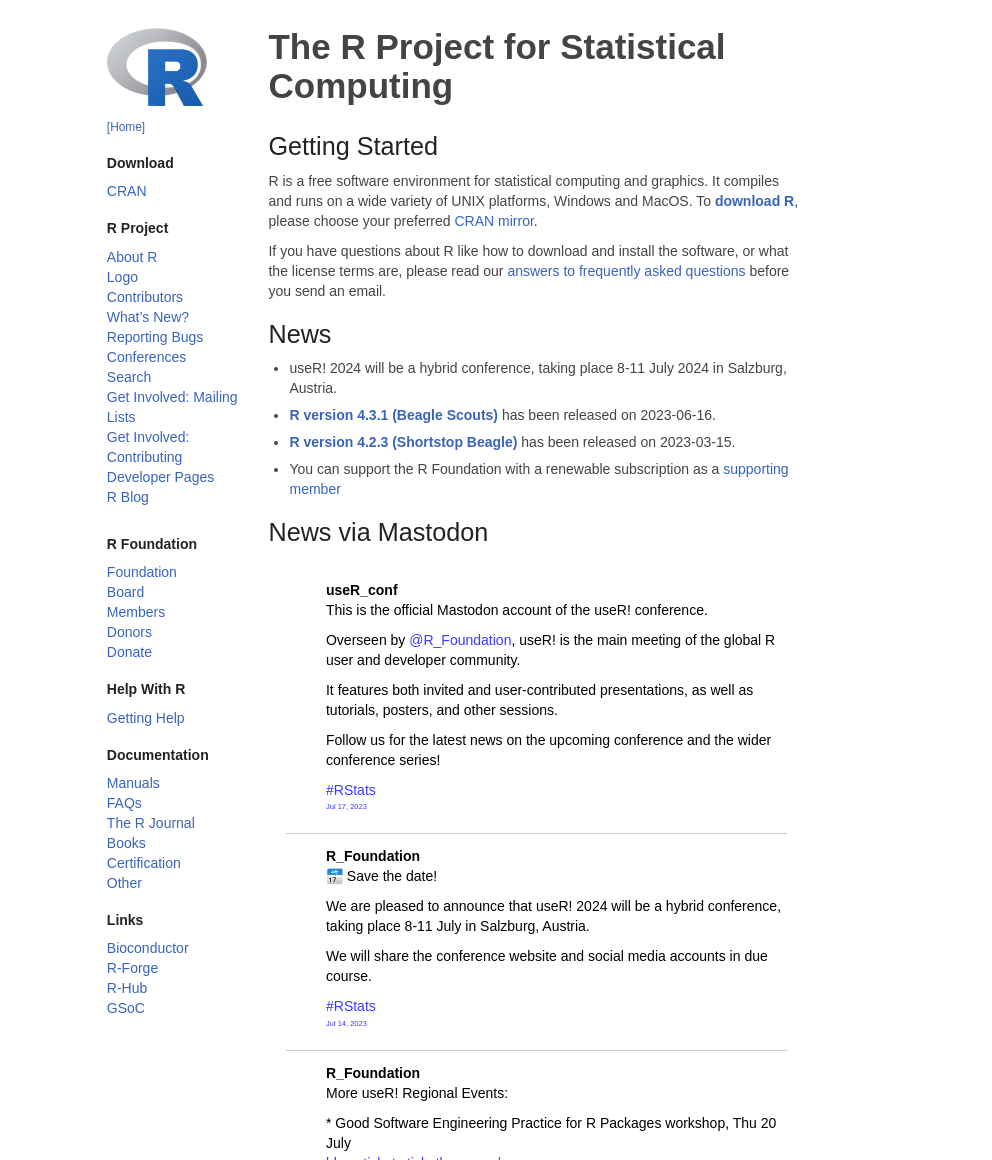 R
[Home]
Download
CRAN
R Project
About R
Logo
Contributors
What’s New?
Reporting Bugs
Conferences
Search
Get Involved: Mailing
Lists
Get Involved:
Contributing
Developer Pages
R Blog
R Foundation
Foundation
Board
Members
Donors
Donate
Help With R
Getting Help
Documentation
Manuals
FAQs
The R Journal
Books
Certification
Other
Links
Bioconductor
R-Forge
R-Hub
GSoC
The R Project for Statistical
Computing
Getting Started
R is a free software environment for statistical computing and graphics. It compiles
and runs on a wide variety of UNIX platforms, Windows and MacOS. To download R,
please choose your preferred CRAN mirror.
If you have questions about R like how to download and install the software, or what
the license terms are, please read our answers to frequently asked questions before
you send an email.
News
useR! 2024 will be a hybrid conference, taking place 8-11 July 2024 in Salzburg,
Austria.
R version 4.3.1 (Beagle Scouts) has been released on 2023-06-16.
R version 4.2.3 (Shortstop Beagle) has been released on 2023-03-15.
You can support the R Foundation with a renewable subscription as a supporting
member
News via Mastodon
useR_conf
This is the official Mastodon account of the useR! conference.
Overseen by @R_Foundation, useR! is the main meeting of the global R
user and developer community.
It features both invited and user-contributed presentations, as well as
tutorials, posters, and other sessions.
Follow us for the latest news on the upcoming conference and the wider
conference series!
#RStats
Jul 17, 2023
R_Foundation
📅 Save the date!
We are pleased to announce that useR! 2024 will be a hybrid conference,
taking place 8-11 July in Salzburg, Austria.
We will share the conference website and social media accounts in due
course.
#RStats
Jul 14, 2023
R_Foundation
More useR! Regional Events:
* Good Software Engineering Practice for R Packages workshop, Thu 20
July